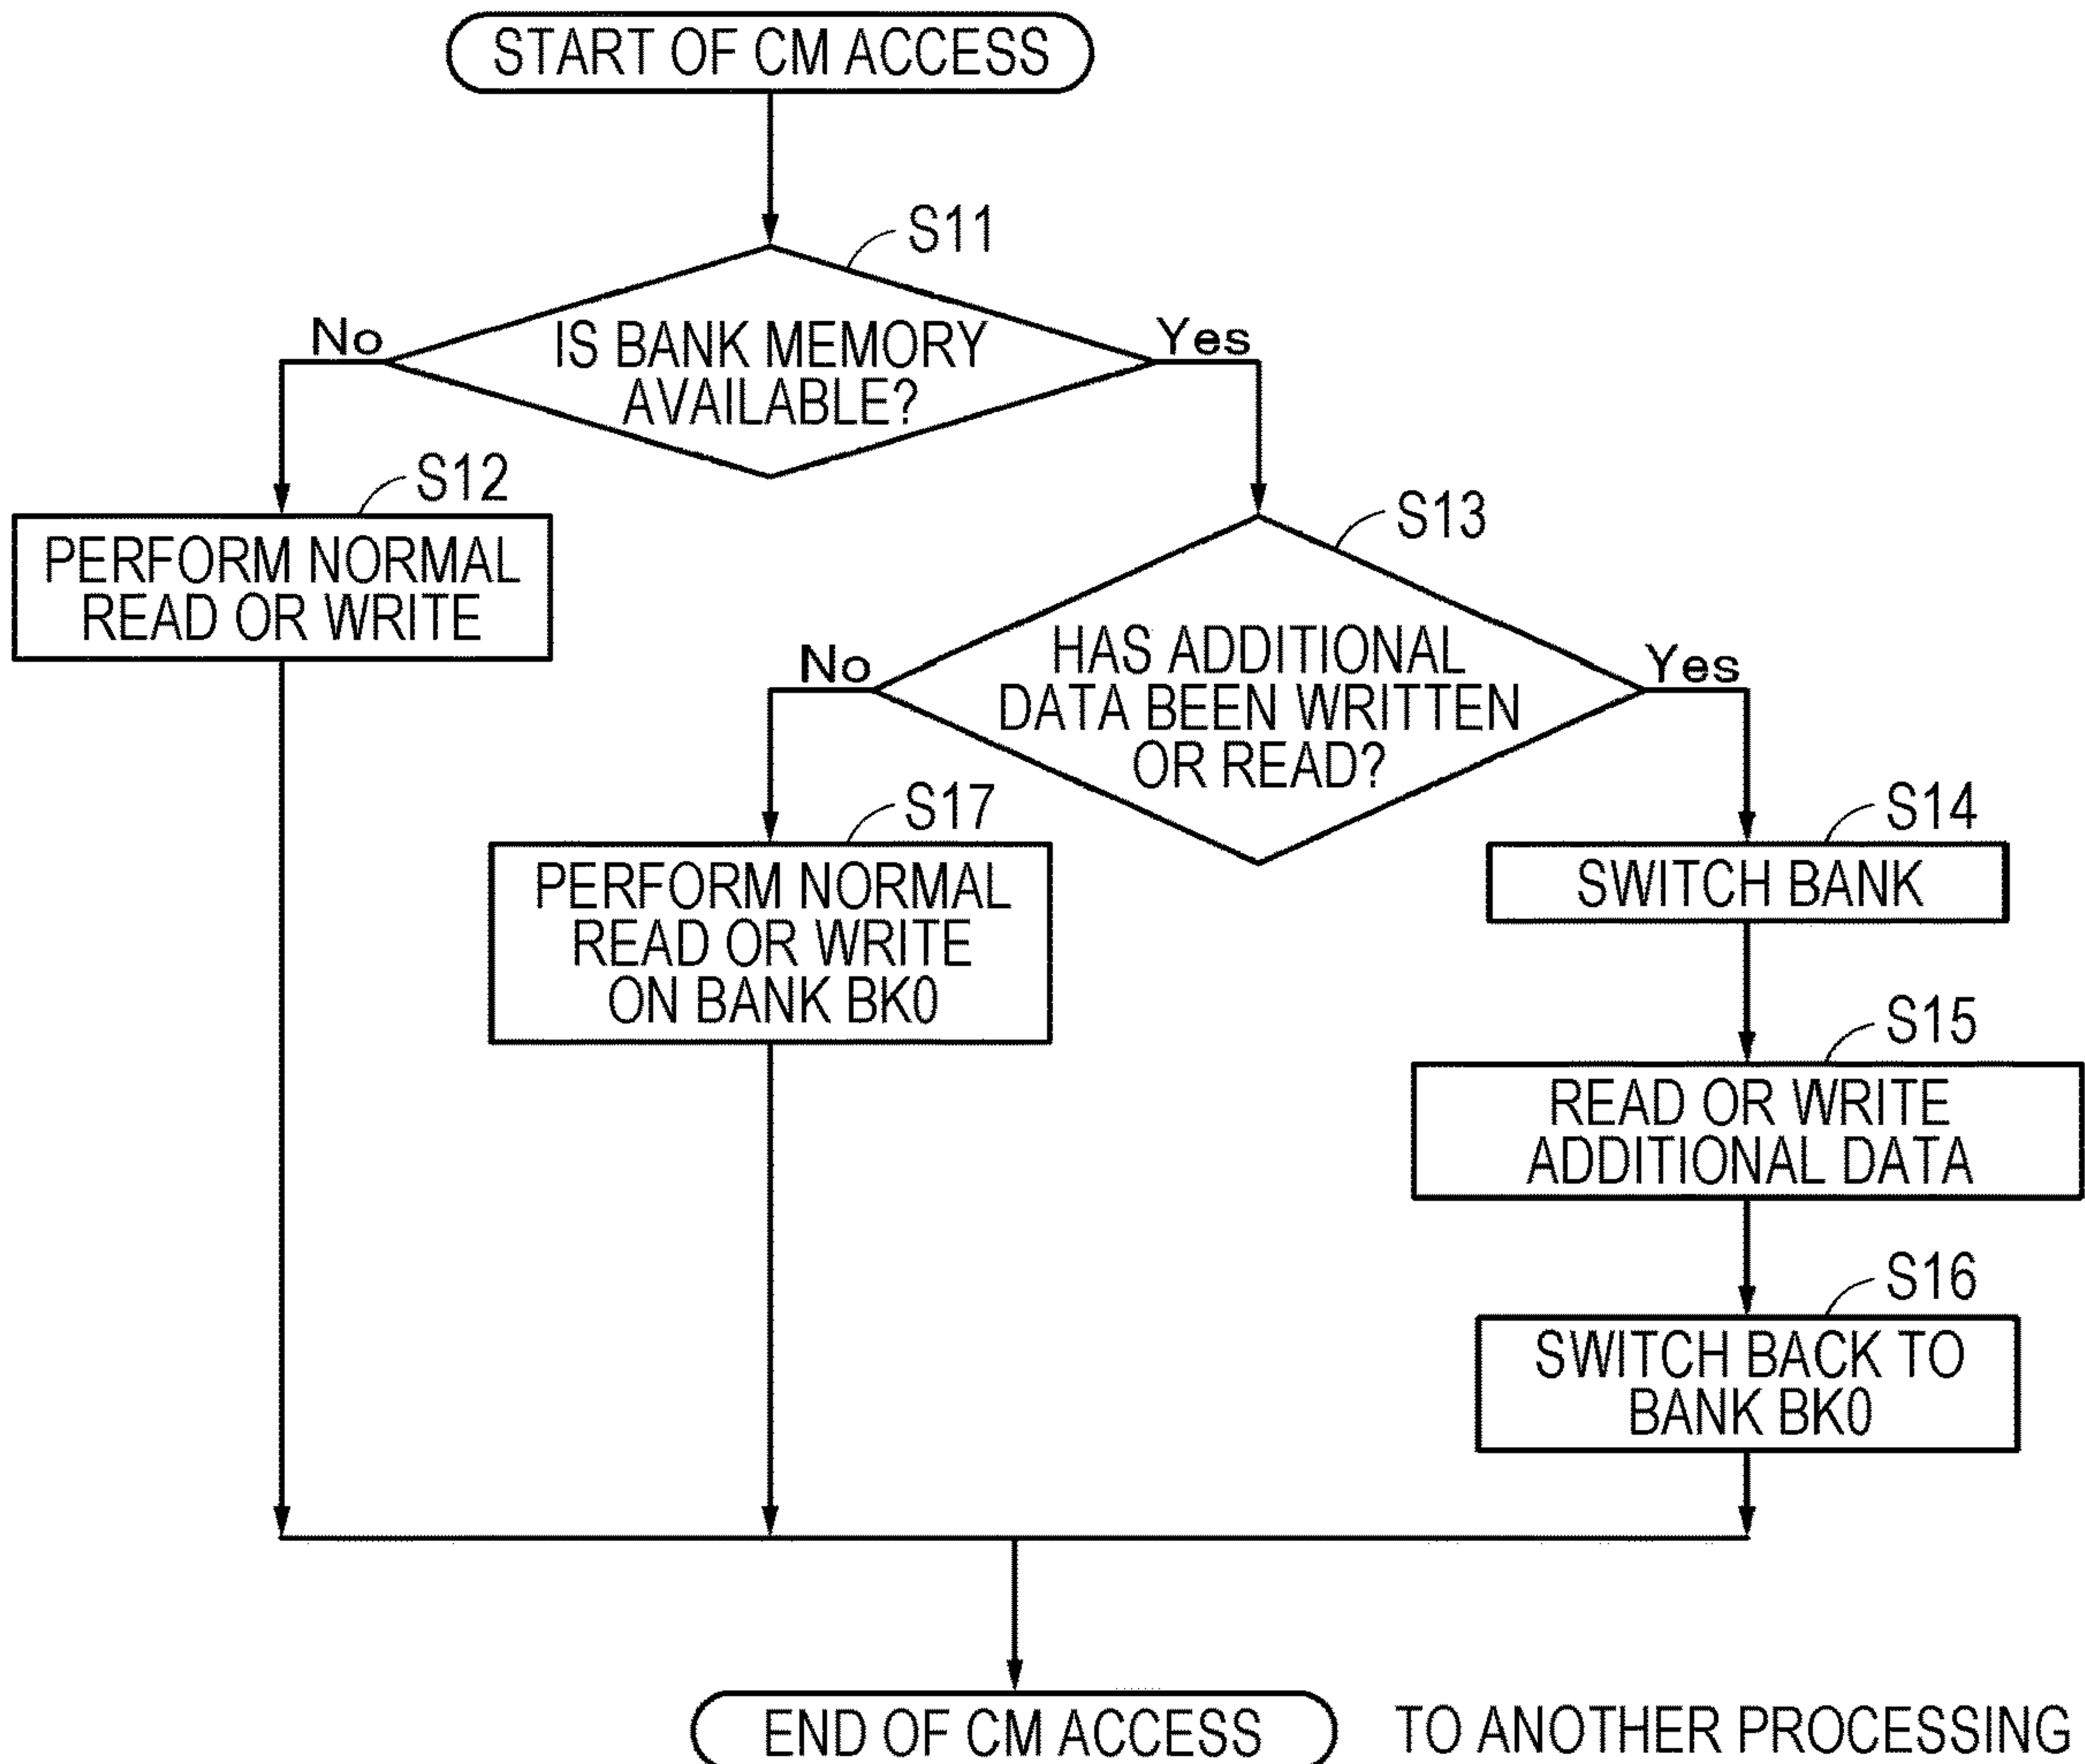 START OF CM ACCESS
S11
No
IS BANK MEMORY
AVAILABLE?
Yes
S12
PERFORM NORMAL
READ OR WRITE
S13
No
HAS ADDITIONAL
DATA BEEN WRITTEN
OR READ?
Yes
S17
PERFORM NORMAL
READ OR WRITE
ON BANK BK0
S14
SWITCH BANK
S15
READ OR WRITE
ADDITIONAL DATA
S16
SWITCH BACK TO
BANK BK0
END OF CM ACCESS
TO ANOTHER PROCESSING